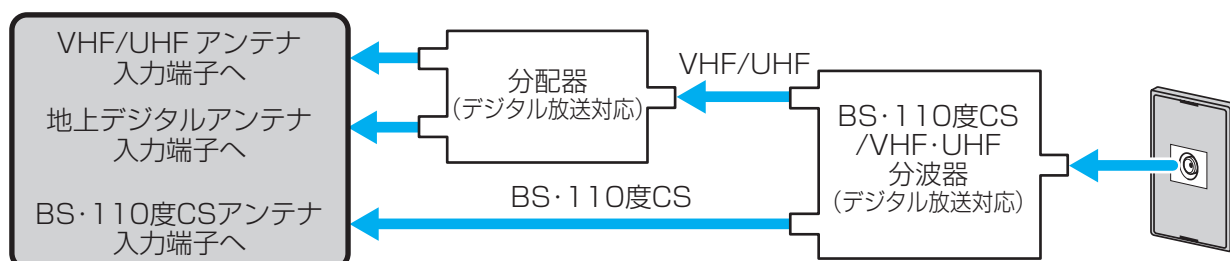 VHF/UHF アンテナ
入力端子へ
地上デジタルアンテナ
入力端子へ
BS·110度CSアンテナ
入力端子へ
分配器
(デジタル放送対応)
VHF/UHF
BS·110度CS
BS·110度CS
/VHF·UHF
分波器
(デジタル放送対応)